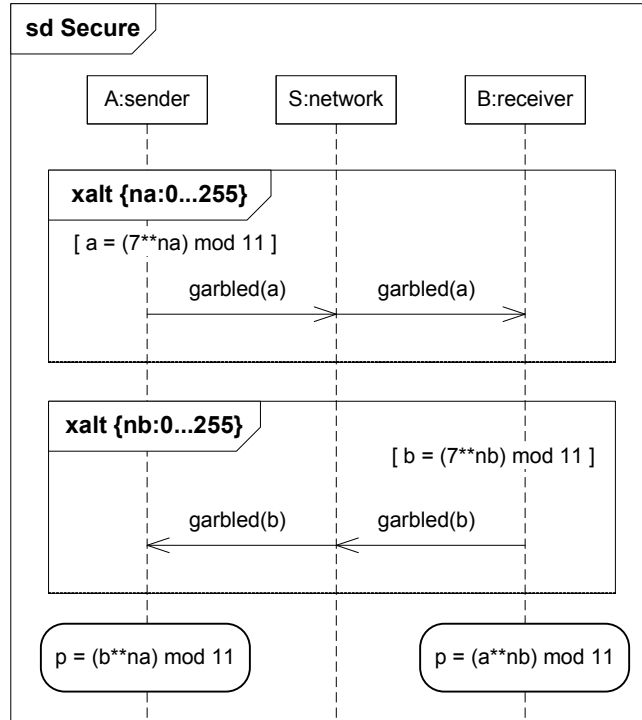 sd Secure
A:sender
S:network
B:receiver
xalt {na:0...255}
[ a = (7**na) mod 11 ]
garbled(a)
garbled(a)
xalt {nb:0...255}
[ b = (7**nb) mod 11 ]
garbled(b)
garbled(b)
p = (b**na) mod 11
p = (a**nb) mod 11